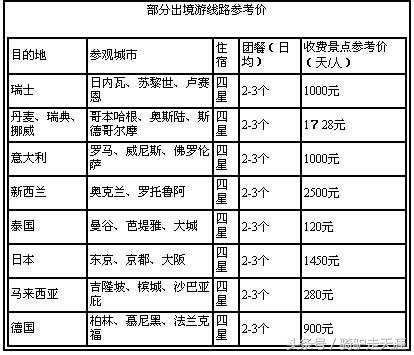 部分出境游线路参考价
目的地
参观城市
住
宿
团餐（日
均）
收费景点参考价
（天/人）
瑞士
日内瓦、苏黎世、卢赛
恩
四
星
2-3个
1000元
丹麦、瑞典、
挪威
哥本哈根、奥斯陆、斯
德哥尔摩
四
星
2-3个
1728元
意大利
罗马、威尼斯、佛罗伦
萨
四
星
2-3个
1000元
新西兰
奥克兰、罗托鲁阿
四
星
2-3个
2500元
泰国
曼谷、芭堤雅、大城
四
星
2-3个
120元
日本
东京、京都、大阪
四
星
2-3个
1450元
马来西亚
吉隆坡、槟城、沙巴亚
庇
四
星
2-3个
280元
德国
柏林、慕尼黑、法兰克
福
四
星
2-3个
900元